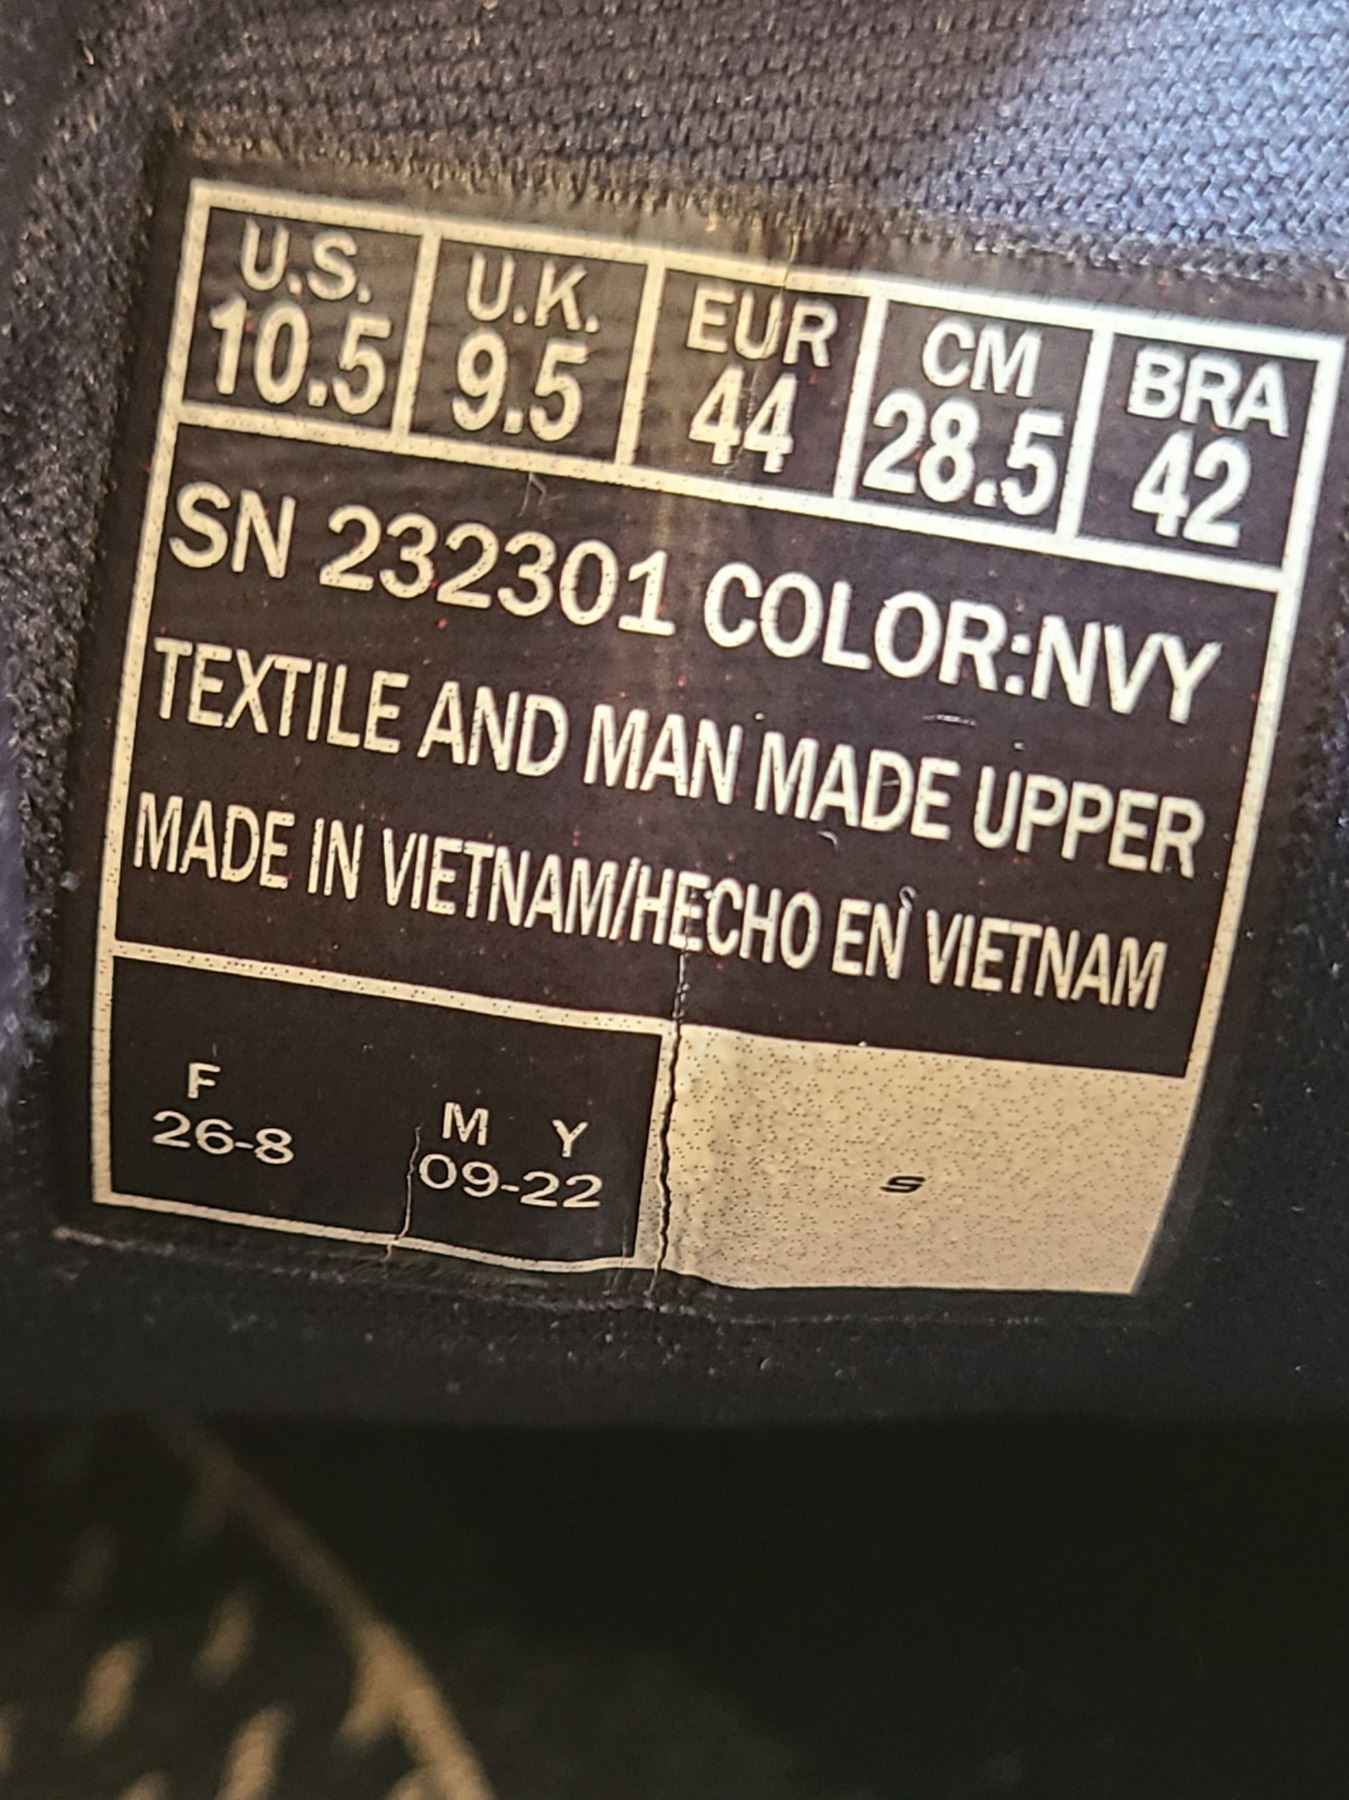 U.S. U.K. EUR CM BRA
10.5 9.5 44 28.5 42
SN 232301 COLOR:NVY
TEXTILE AND MAN MADE UPPER
MADE IN VIETNAM/HECHO EN VIETNAM
F M Y
26-8 09-22
S